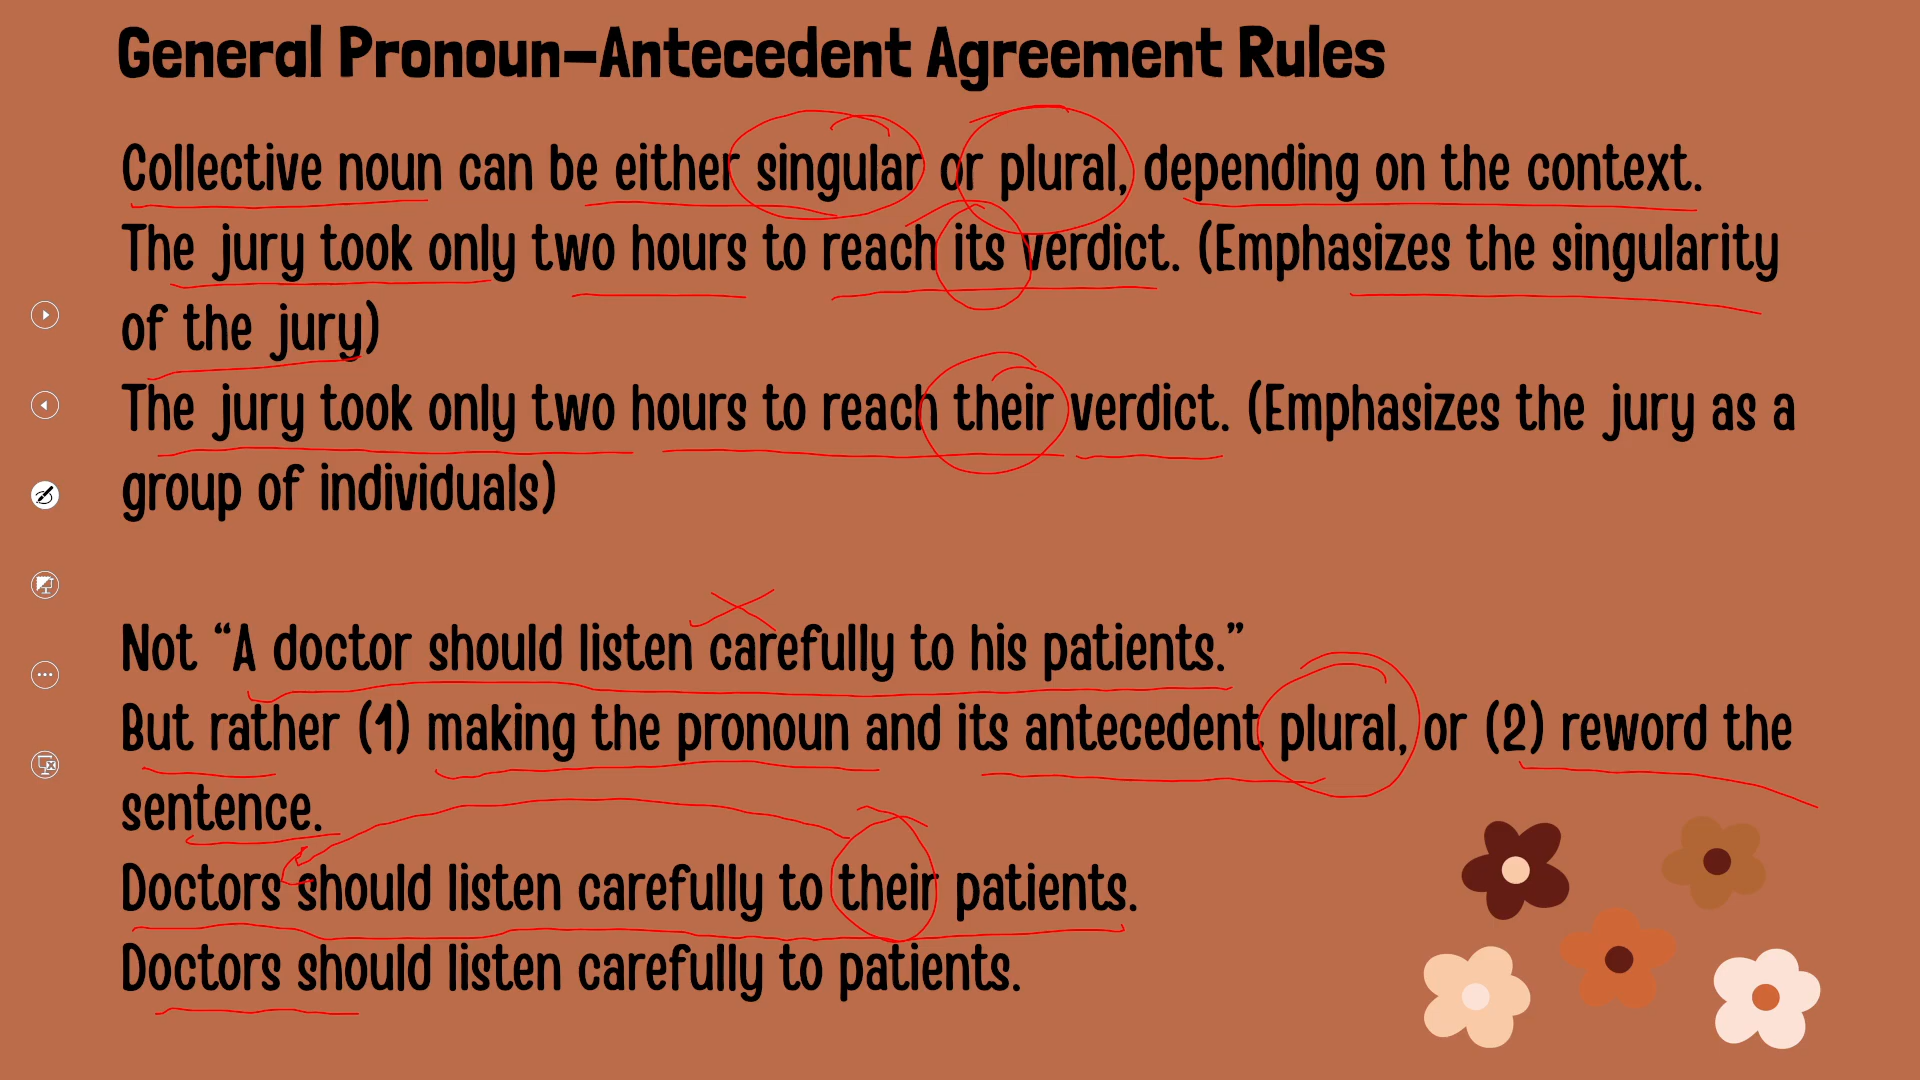 General Pronoun-Antecedent Agreement Rules
Collective noun can be either singular or plural, depending on the context.
The jury took only two hours to reach its verdict. (Emphasizes the singularity
of the jury)
The jury took only two hours to reach their verdict. (Emphasizes the jury as a
group of individuals)
Not “A doctor should listen carefully to his patients.”
But rather (1) making the pronoun and its antecedent plural, or (2) reword the
sentence.
Doctors should listen carefully to their patients.
Doctors should listen carefully to patients.